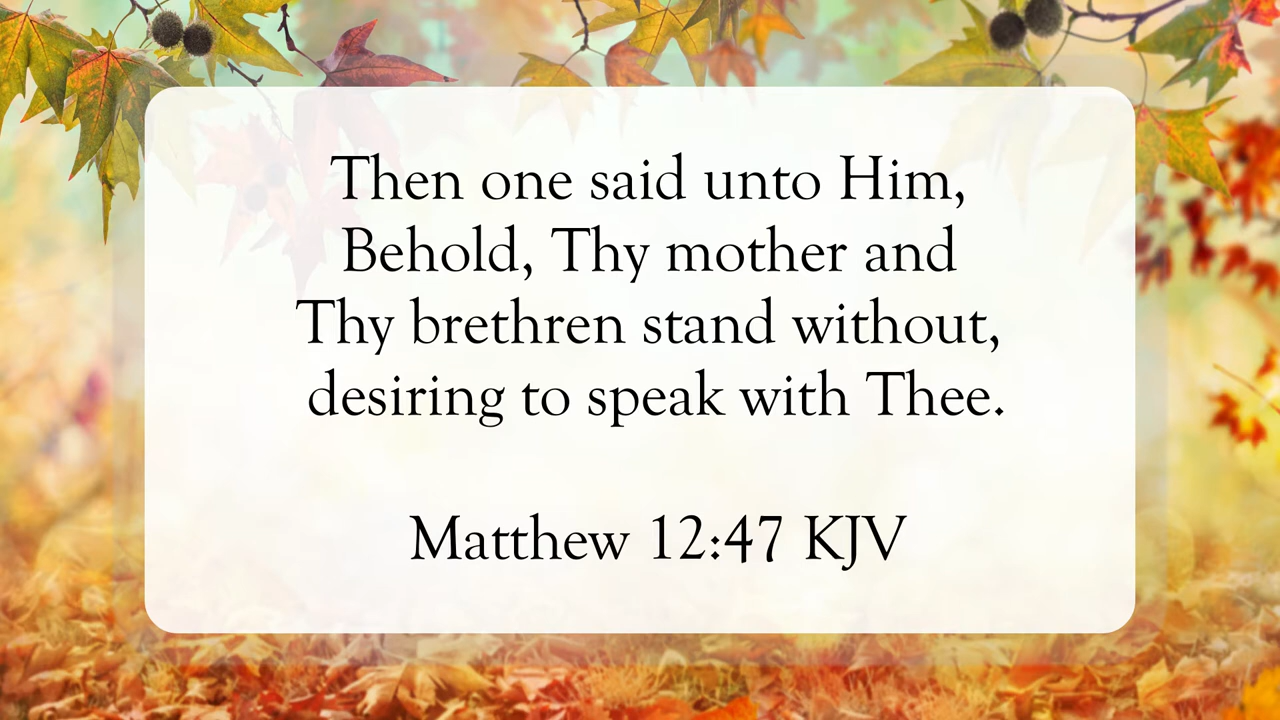 Then one said unto Him,
Behold, Thy mother and
Thy brethren stand without,
desiring to speak with Thee.
Matthew 12:47 KJV